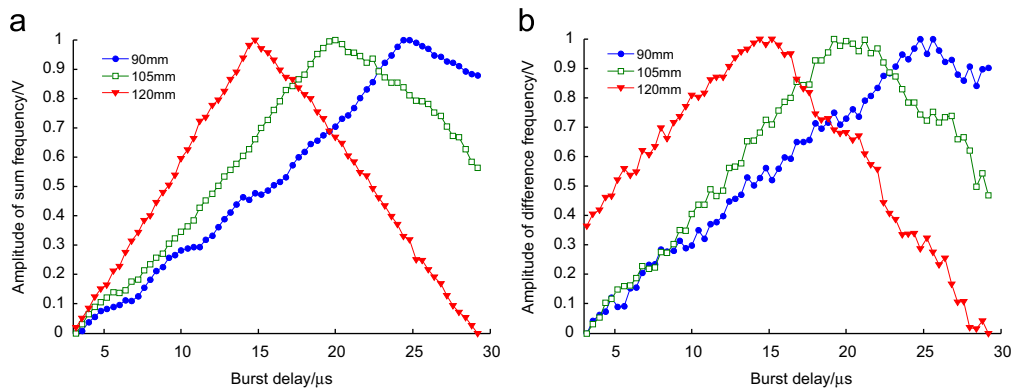 a
Amplitude of sum frequency/V
1
0.9
0.8
0.7
0.6
0.5
0.4
0.3
0.2
0.1
0
90mm
105mm
120mm
5 10 15 20 25 30
Burst delay/μs
b
Amplitude of difference frequency/V
1
0.9
0.8
0.7
0.6
0.5
0.4
0.3
0.2
0.1
0
90mm
105mm
120mm
5 10 15 20 25 30
Burst delay/μs